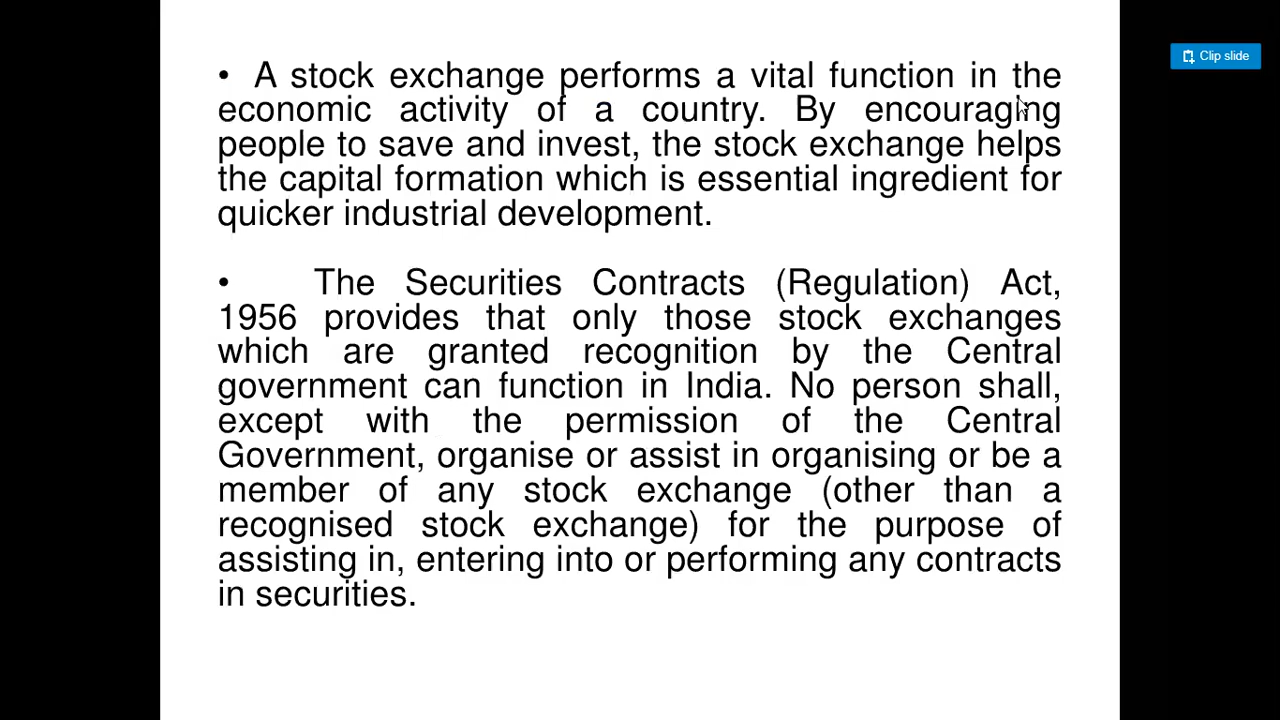 Clip slide
• A stock exchange performs a vital function in the
economic activity of a country. By encouraging
people to save and invest, the stock exchange helps
the capital formation which is essential ingredient for
quicker industrial development.
• The Securities Contracts (Regulation) Act,
1956 provides that only those stock exchanges
which are granted recognition by the Central
government can function in India. No person shall,
except with the permission of the Central
Government, organise or assist in organising or be a
member of any stock exchange (other than a
recognised stock exchange) for the purpose of
assisting in, entering into or performing any contracts
in securities.